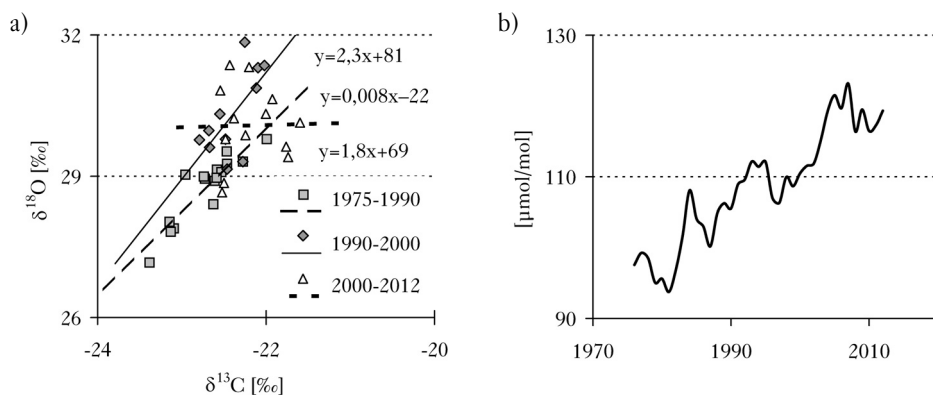 a)
32
29
26
δ18O [‰]
-24
-22
-20
δ13C [‰]
y=2,3x+81
y=0,008x–22
y=1,8x+69
1975-1990
1990-2000
2000-2012
b)
130
110
90
[µmol/mol]
1970
1990
2010